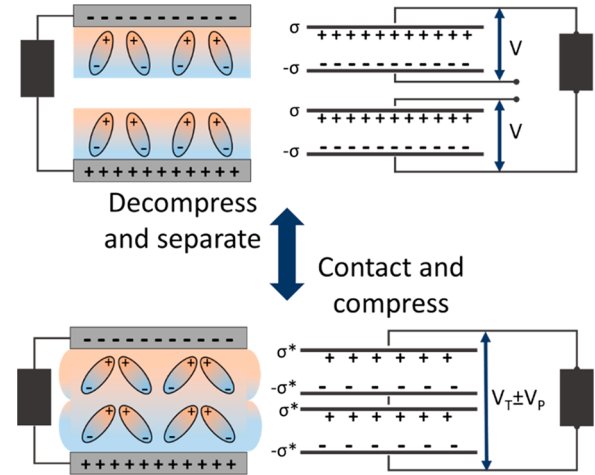 - - - - - - - - - -
+ + + +
- - - -
+ + + +
- - - -
+ + + + + + + + + + +
σ
+ + + + + + + + + + +
-σ
- - - - - - - - - -
V
σ
+ + + + + + + + + + +
-σ
- - - - - - - - - -
V
Decompress
and separate
Contact and
compress
- - - - - - - - - -
+ + + +
- - - -
+ + + +
- - - -
+ + + + + + + + + + +
σ*
+ + + + + +
-σ*
- - - - - -
σ*
+ + + + + +
-σ*
- - - - - -
V_T±V_P